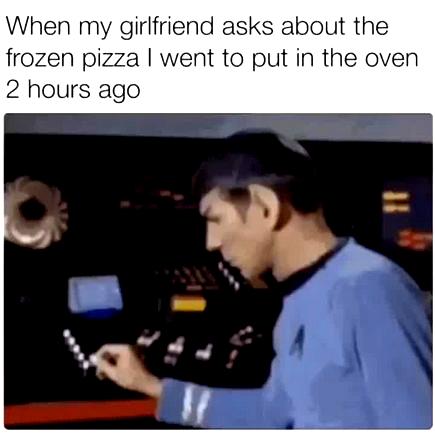 When my girlfriend asks about the
frozen pizza I went to put in the oven
2 hours ago